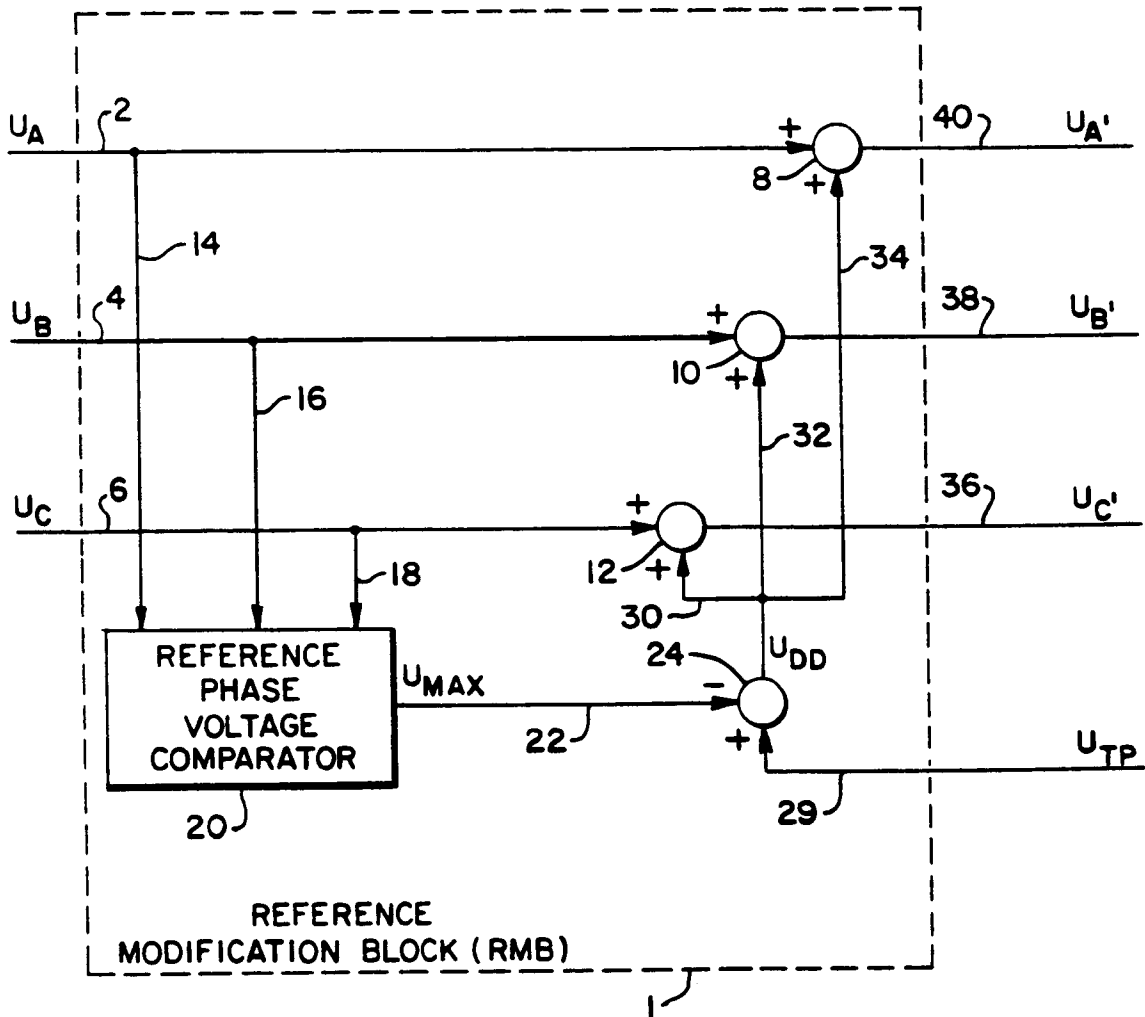 U_A 2 40 U_A'
+
8
+
14 34
U_B 4 38 U_B'
+
10
+
16 32
U_C 6 36 U_C'
+
12
+
18
30
REFERENCE
PHASE
VOLTAGE
COMPARATOR
24 U_DD
U_MAX
-
22
+
U_TP
20 29
REFERENCE
MODIFICATION BLOCK (RMB)
1